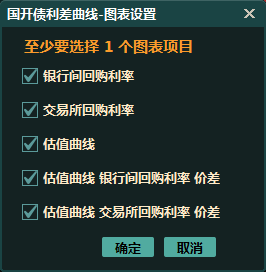 国开债利差曲线-图表设置
至少要选择 1 个图表项目
银行间回购利率
交易所回购利率
估值曲线
估值曲线 银行间回购利率 价差
估值曲线 交易所回购利率 价差
确定 取消